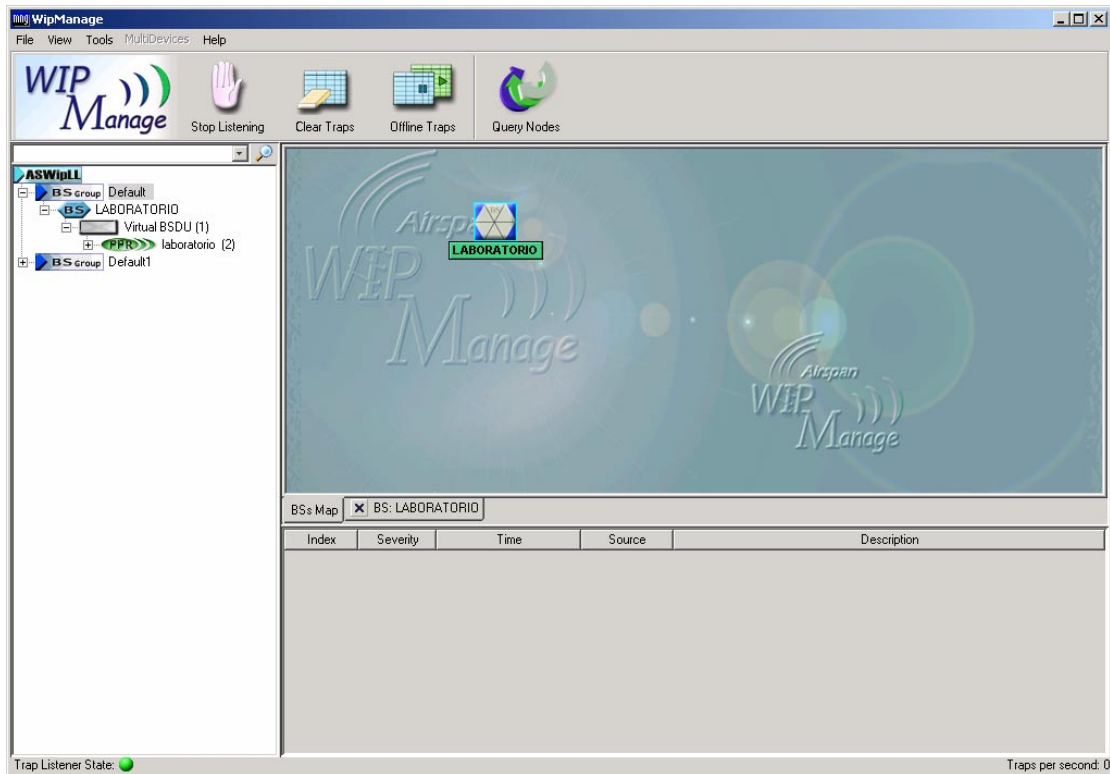 WipManage
File View Tools MultiDevices Help
WIP Manage
Stop Listening Clear Traps Offline Traps Query Nodes
ASWipLL
BS Group Default
BS LABORATORIO
Virtual BSDU (1)
PPR laboratorio (2)
BS Group Default1
Airspan
WIP
Manage
BS
LABORATORIO
Airspan
WIP
Manage
BSs Map BS: LABORATORIO
Index Severity Time Source Description
Trap Listener State: Traps per second: 0